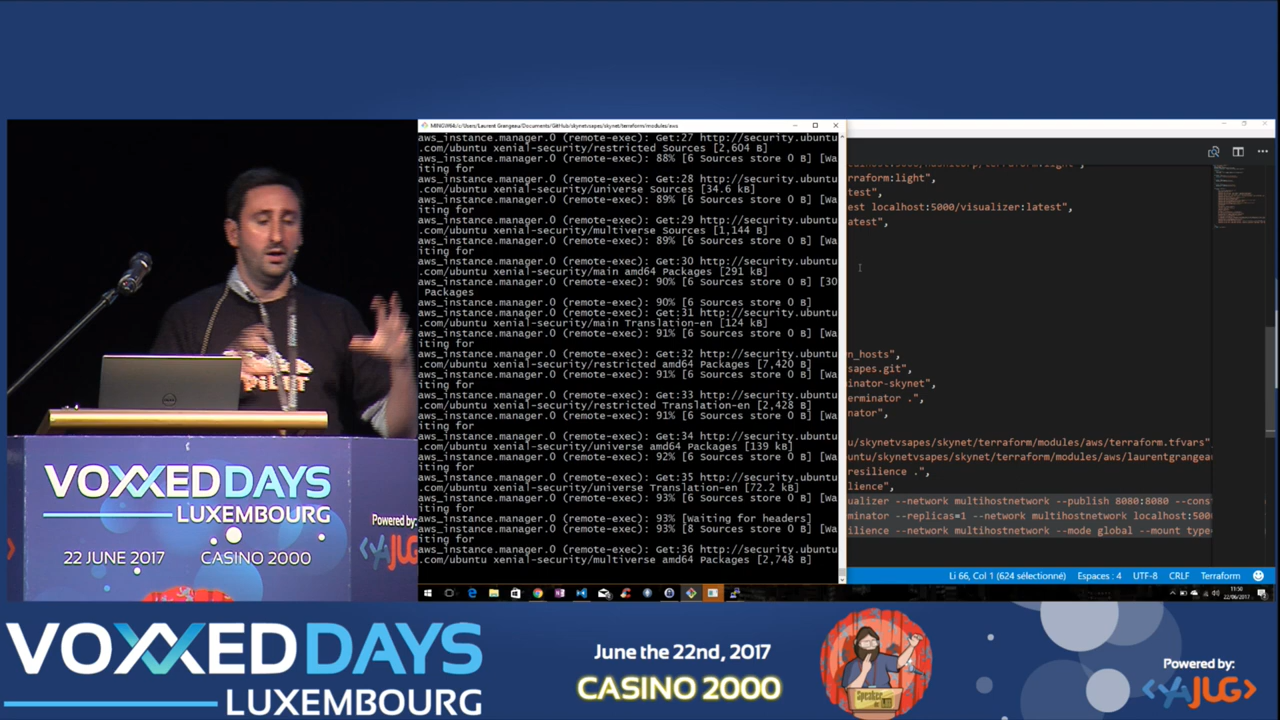 MINGW64:/c/Users/Laurent Grangeau/Documents/GitHub/skynetvsapes/skynet/terraform/modules/aws
aws_instance.manager.0 (remote-exec): Get:27 http://security.ubuntu
.com/ubuntu xenial-security/restricted Sources [2,604 B]
aws_instance.manager.0 (remote-exec): 88% [6 Sources store 0 B] [Wa
iting for
aws_instance.manager.0 (remote-exec): Get:28 http://security.ubuntu
.com/ubuntu xenial-security/universe Sources [34.6 kB]
aws_instance.manager.0 (remote-exec): 89% [6 Sources store 0 B] [Wa
iting for
aws_instance.manager.0 (remote-exec): Get:29 http://security.ubuntu
.com/ubuntu xenial-security/multiverse Sources [1,144 B]
aws_instance.manager.0 (remote-exec): 89% [6 Sources store 0 B] [Wa
iting for
aws_instance.manager.0 (remote-exec): Get:30 http://security.ubuntu
.com/ubuntu xenial-security/main amd64 Packages [291 kB]
aws_instance.manager.0 (remote-exec): 90% [6 Sources store 0 B] [30
 Packages
aws_instance.manager.0 (remote-exec): 90% [6 Sources store 0 B]
aws_instance.manager.0 (remote-exec): Get:31 http://security.ubuntu
.com/ubuntu xenial-security/main Translation-en [124 kB]
aws_instance.manager.0 (remote-exec): 91% [6 Sources store 0 B] [Wa
iting for
aws_instance.manager.0 (remote-exec): Get:32 http://security.ubuntu
.com/ubuntu xenial-security/restricted amd64 Packages [7,420 B]
aws_instance.manager.0 (remote-exec): 91% [6 Sources store 0 B] [Wa
iting for
aws_instance.manager.0 (remote-exec): Get:33 http://security.ubuntu
.com/ubuntu xenial-security/restricted Translation-en [2,428 B]
aws_instance.manager.0 (remote-exec): 91% [6 Sources store 0 B] [Wa
iting for
aws_instance.manager.0 (remote-exec): Get:34 http://security.ubuntu
.com/ubuntu xenial-security/universe amd64 Packages [139 kB]
aws_instance.manager.0 (remote-exec): 92% [6 Sources store 0 B] [Wa
iting for
aws_instance.manager.0 (remote-exec): Get:35 http://security.ubuntu
.com/ubuntu xenial-security/universe Translation-en [72.2 kB]
aws_instance.manager.0 (remote-exec): 93% [6 Sources store 0 B] [Wa
iting for
aws_instance.manager.0 (remote-exec): 93% [Waiting for headers]
aws_instance.manager.0 (remote-exec): 93% [8 Sources store 0 B] [Wa
iting for
aws_instance.manager.0 (remote-exec): Get:36 http://security.ubuntu
.com/ubuntu xenial-security/multiverse amd64 Packages [2,748 B]
rraform:light",
test",
est localhost:5000/visualizer:latest",
atest",
n_hosts",
sapes.git",
minator-skynet",
erminator .",
nator",
u/skynetvsapes/skynet/terraform/modules/aws/terraform.tfvars"
untu/skynetvsapes/skynet/terraform/modules/aws/laurentgrangeau
resilience .",
lience",
ualizer --network multihostnetwork --publish 8080:8080 --cons
minator --replicas=1 --network multihostnetwork localhost:500
silience --network multihostnetwork --mode global --mount type
Li 66, Col 1 (624 sélectionné) Espaces : 4 UTF-8 CRLF Terraform
11:50
22/06/2017
VOXXED DAYS
LUXEMBOURG
22 JUNE 2017 CASINO 2000
Powered by:
YAJUG
VOXXED DAYS
LUXEMBOURG
June the 22nd, 2017
CASINO 2000
Speaker
Powered by:
YAJUG